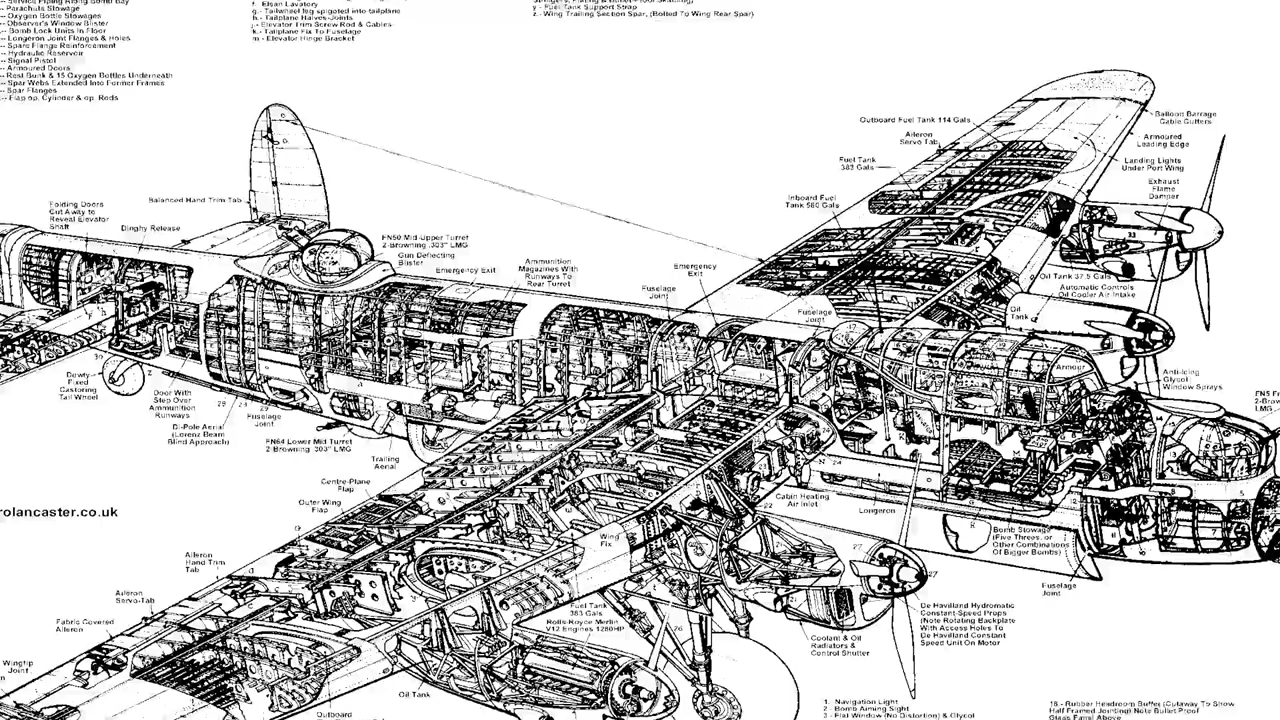 -- Service Piping Along Bomb Bay
-- Parachute Stowage
-- Oxygen Bottle Stowages
-- Observer's Window Blister
-- Bomb Lock Units In Floor
-- Longeron Joint Flanges & Holes
-- Spare Flange Reinforcement
-- Hydraulic Reservoir
-- Signal Pistol
-- Armoured Doors
-- Rest Bunk & 15 Oxygen Bottles Underneath
-- Spar Webs Extended Into Former Frames
-- Spar Flanges
-- Flap op. Cylinder & op. Rods
f. Elsan Lavatory
g.- Tailwheel leg spigated into tailplane
h.- Tailplane Halves-Joints
j.- Elevator Trim Screw Rod & Cables
k.- Tailplane Fix To Fuselage
m - Elevator Hinge Bracket
y - Fuel Tank Support Strap
z - Wing Trailing Section Spar, (Bolted To Wing Rear Spar)
Outboard Fuel Tank 114 Gals
Aileron
Servo Tab
Fuel Tank
383 Gals
Inboard Fuel
Tank 580 Gals
Balloon Barrage
Cable Cutters
Armoured
Leading Edge
Landing Lights
Under Port Wing
Exhaust
Flame
Damper
Folding Doors
Cut Away to
Reveal Elevator
Shaft
Balanced Hand Trim Tab
Dinghy Release
FN50 Mid-Upper Turret
2-Browning .303" LMG
Gun Deflecting
Blister
Emergency Exit
Ammunition
Magazines With
Runways To
Rear Turret
Emergency
Exit
Fuselage
Joint
Fuselage
Joint
Oil Tank 37.5 Gals
Automatic Controls
Oil Cooler Air Intake
Oil
Tank
Armour
Anti-Icing
Glycol
Window Sprays
FN5 Fr
2-Brow
LMG
Dowty
Fixed
Castoring
Tail Wheel
Door With
Step Over
Ammunition
Runways
Di-Pole Aerial
(Lorenz Beam
Blind Approach)
Fuselage
Joint
FN64 Lower Mid Turret
2-Browning .303" LMG
Trailing
Aerial
Centre-Plane
Flap
Outer Wing
Flap
rolancaster.co.uk
Cabin Heating
Air Inlet
Longeron
Bomb Stowage
(Five Threes, or
Other Combinations
Of Bigger Bombs)
Fuselage
Joint
Wing
Fix
Aileron
Hand Trim
Tab
Aileron
Servo-Tab
Fabric Covered
Aileron
Wingtip
Joint
Fuel Tank
383 Gals
Rolls-Royce Merlin
V12 Engines 1280HP
Coolant & Oil
Radiators &
Control Shutter
De Havilland Hydromatic
Constant-Speed Props
(Note Rotating Backplate
With Access Holes To
De Havilland Constant
Speed Unit On Motor
Oil Tank
Outboard
1. Navigation Light
2 - Bomb Aiming Sight
3 - Flat Window (No Distortion) & Glycol
18.- Rubber Headroom Buffer (Cutaway To Show
Half Framed Jointing) Note Bullet Proof
Glass Panel Above